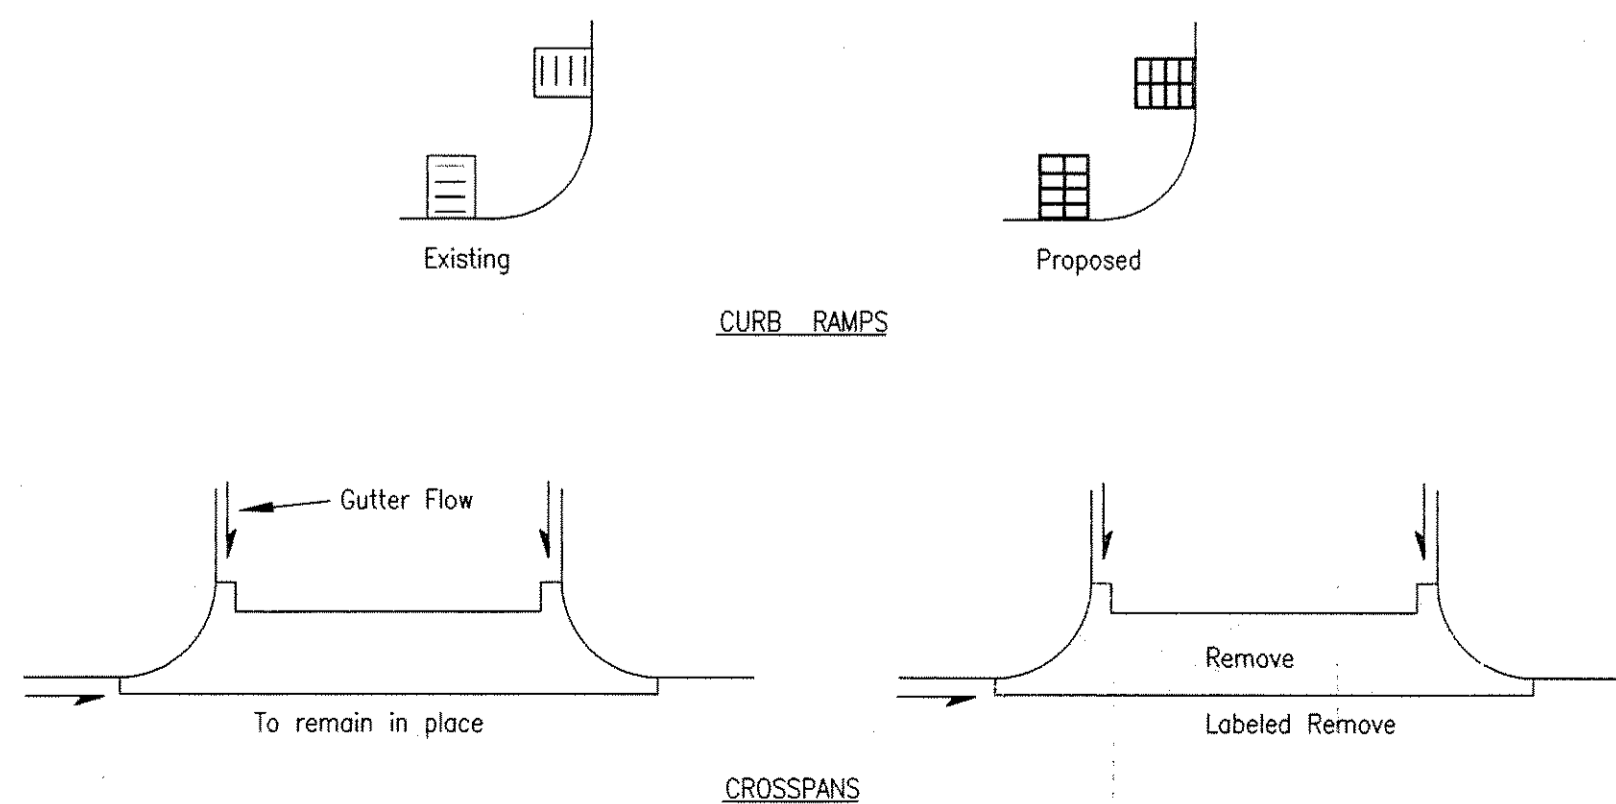 Existing
Proposed
CURB RAMPS
Gutter Flow
Remove
To remain in place
Labeled Remove
CROSSPANS